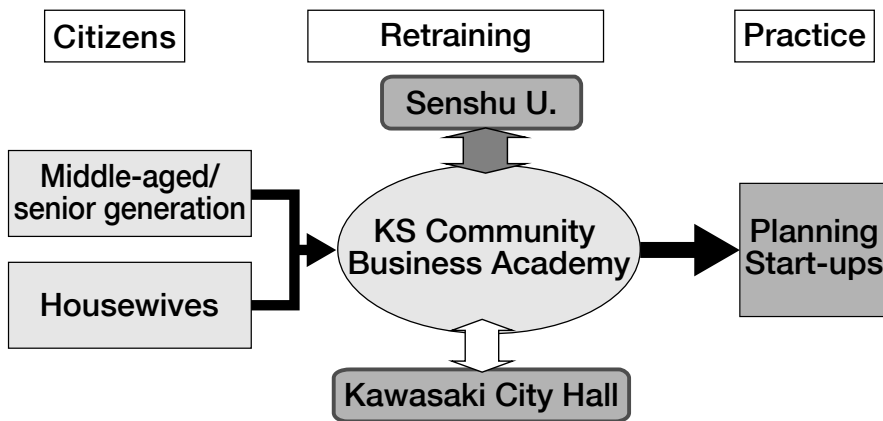 Citizens
Retraining
Practice
Senshu U.
Middle-aged/
senior generation
Housewives
KS Community
Business Academy
Planning
Start-ups
Kawasaki City Hall